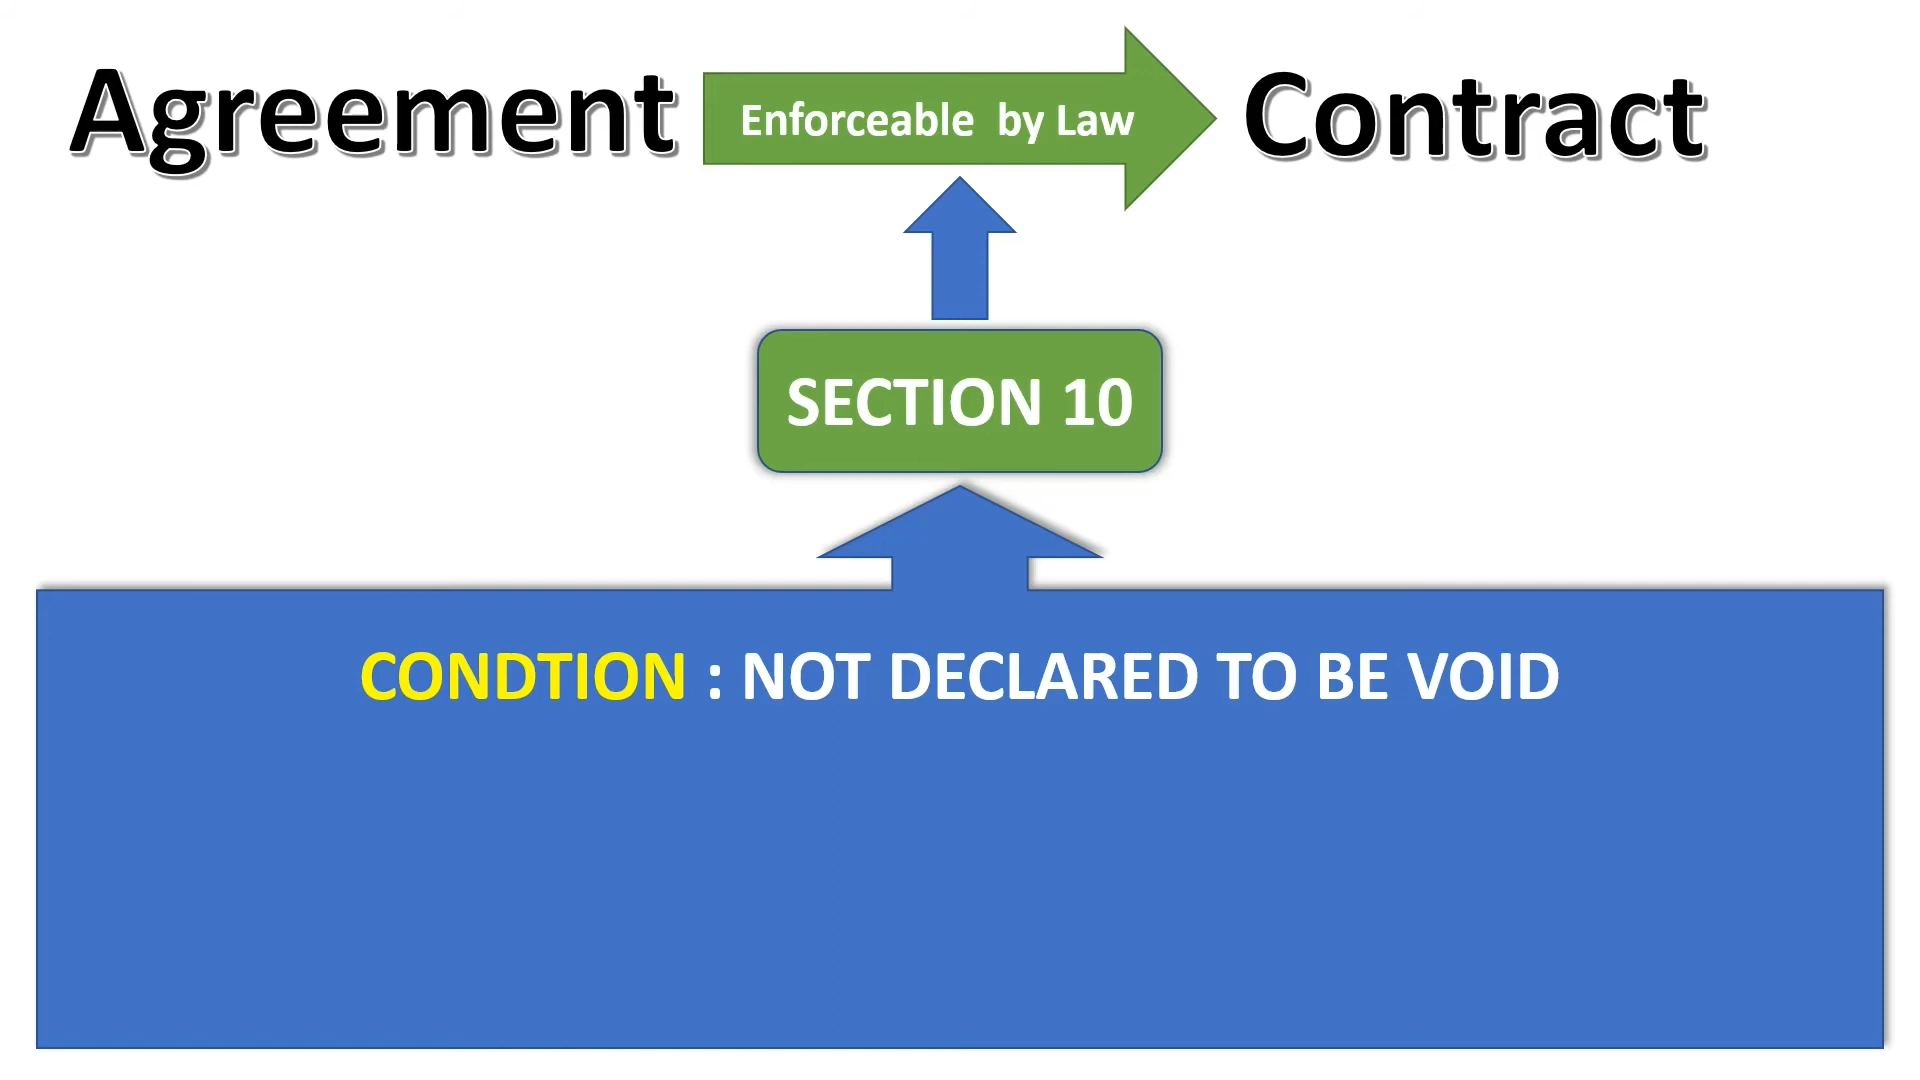 Agreement
Enforceable by Law
Contract
SECTION 10
CONDTION : NOT DECLARED TO BE VOID